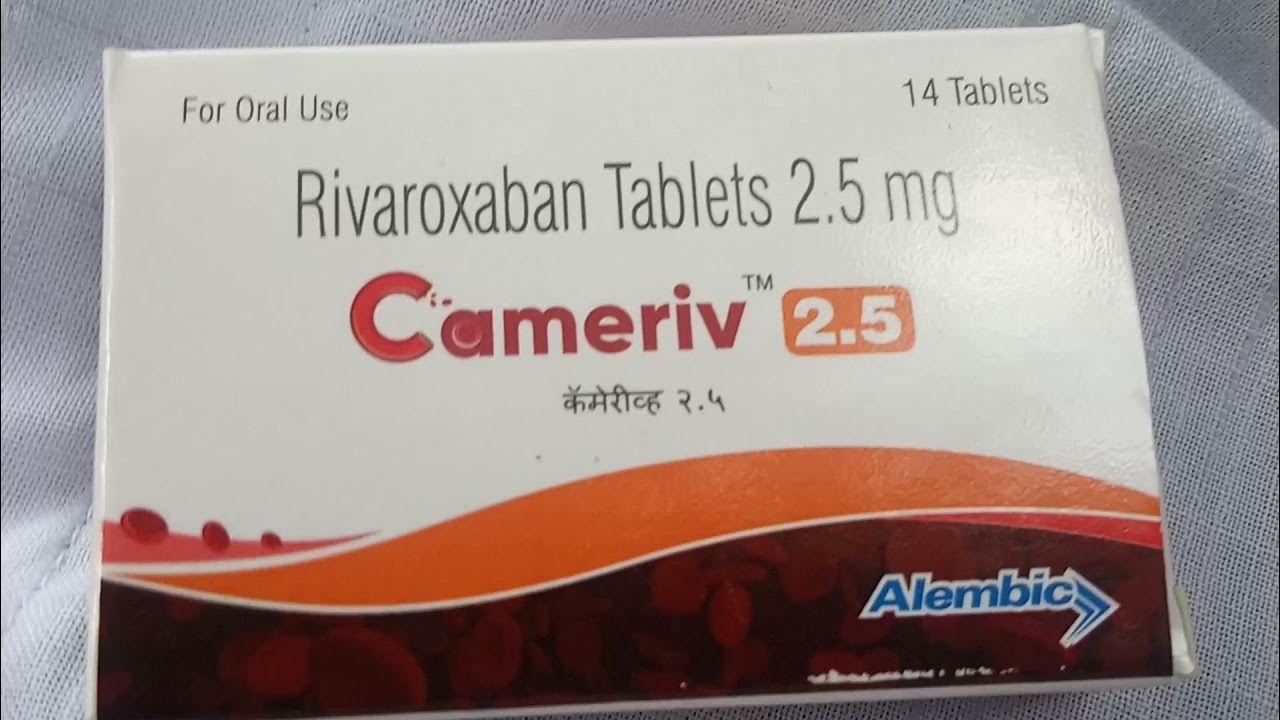 For Oral Use
14 Tablets
Rivaroxaban Tablets 2.5 mg
Cameriv™ 2.5
कॅमेरीव्ह २.५
Alembic